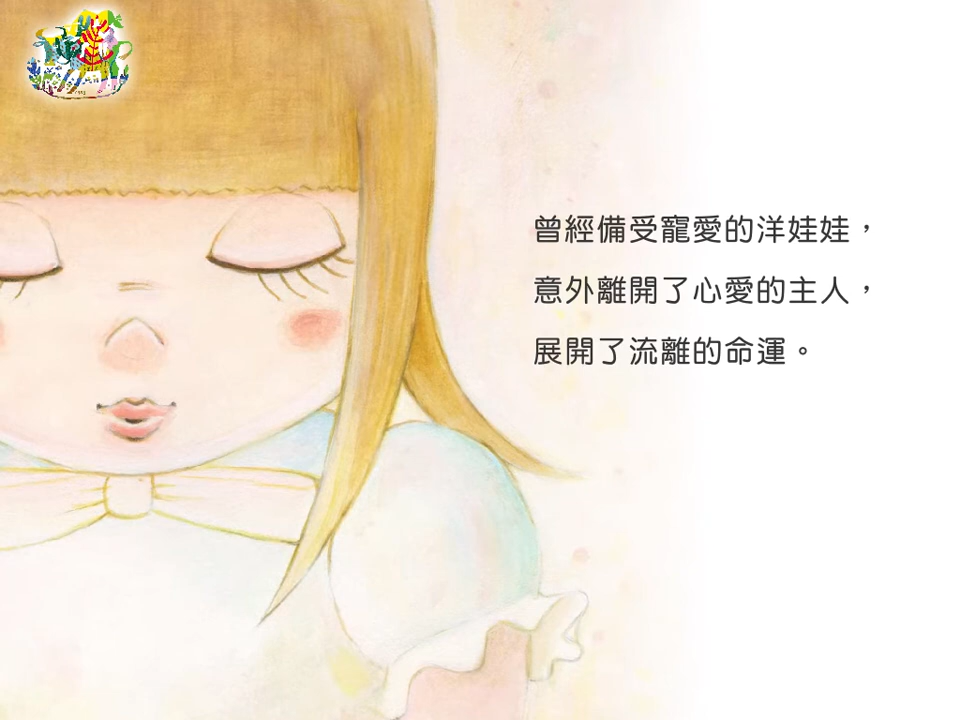 曾經備受寵愛的洋娃娃，
意外離開了心愛的主人，
展開了流離的命運。